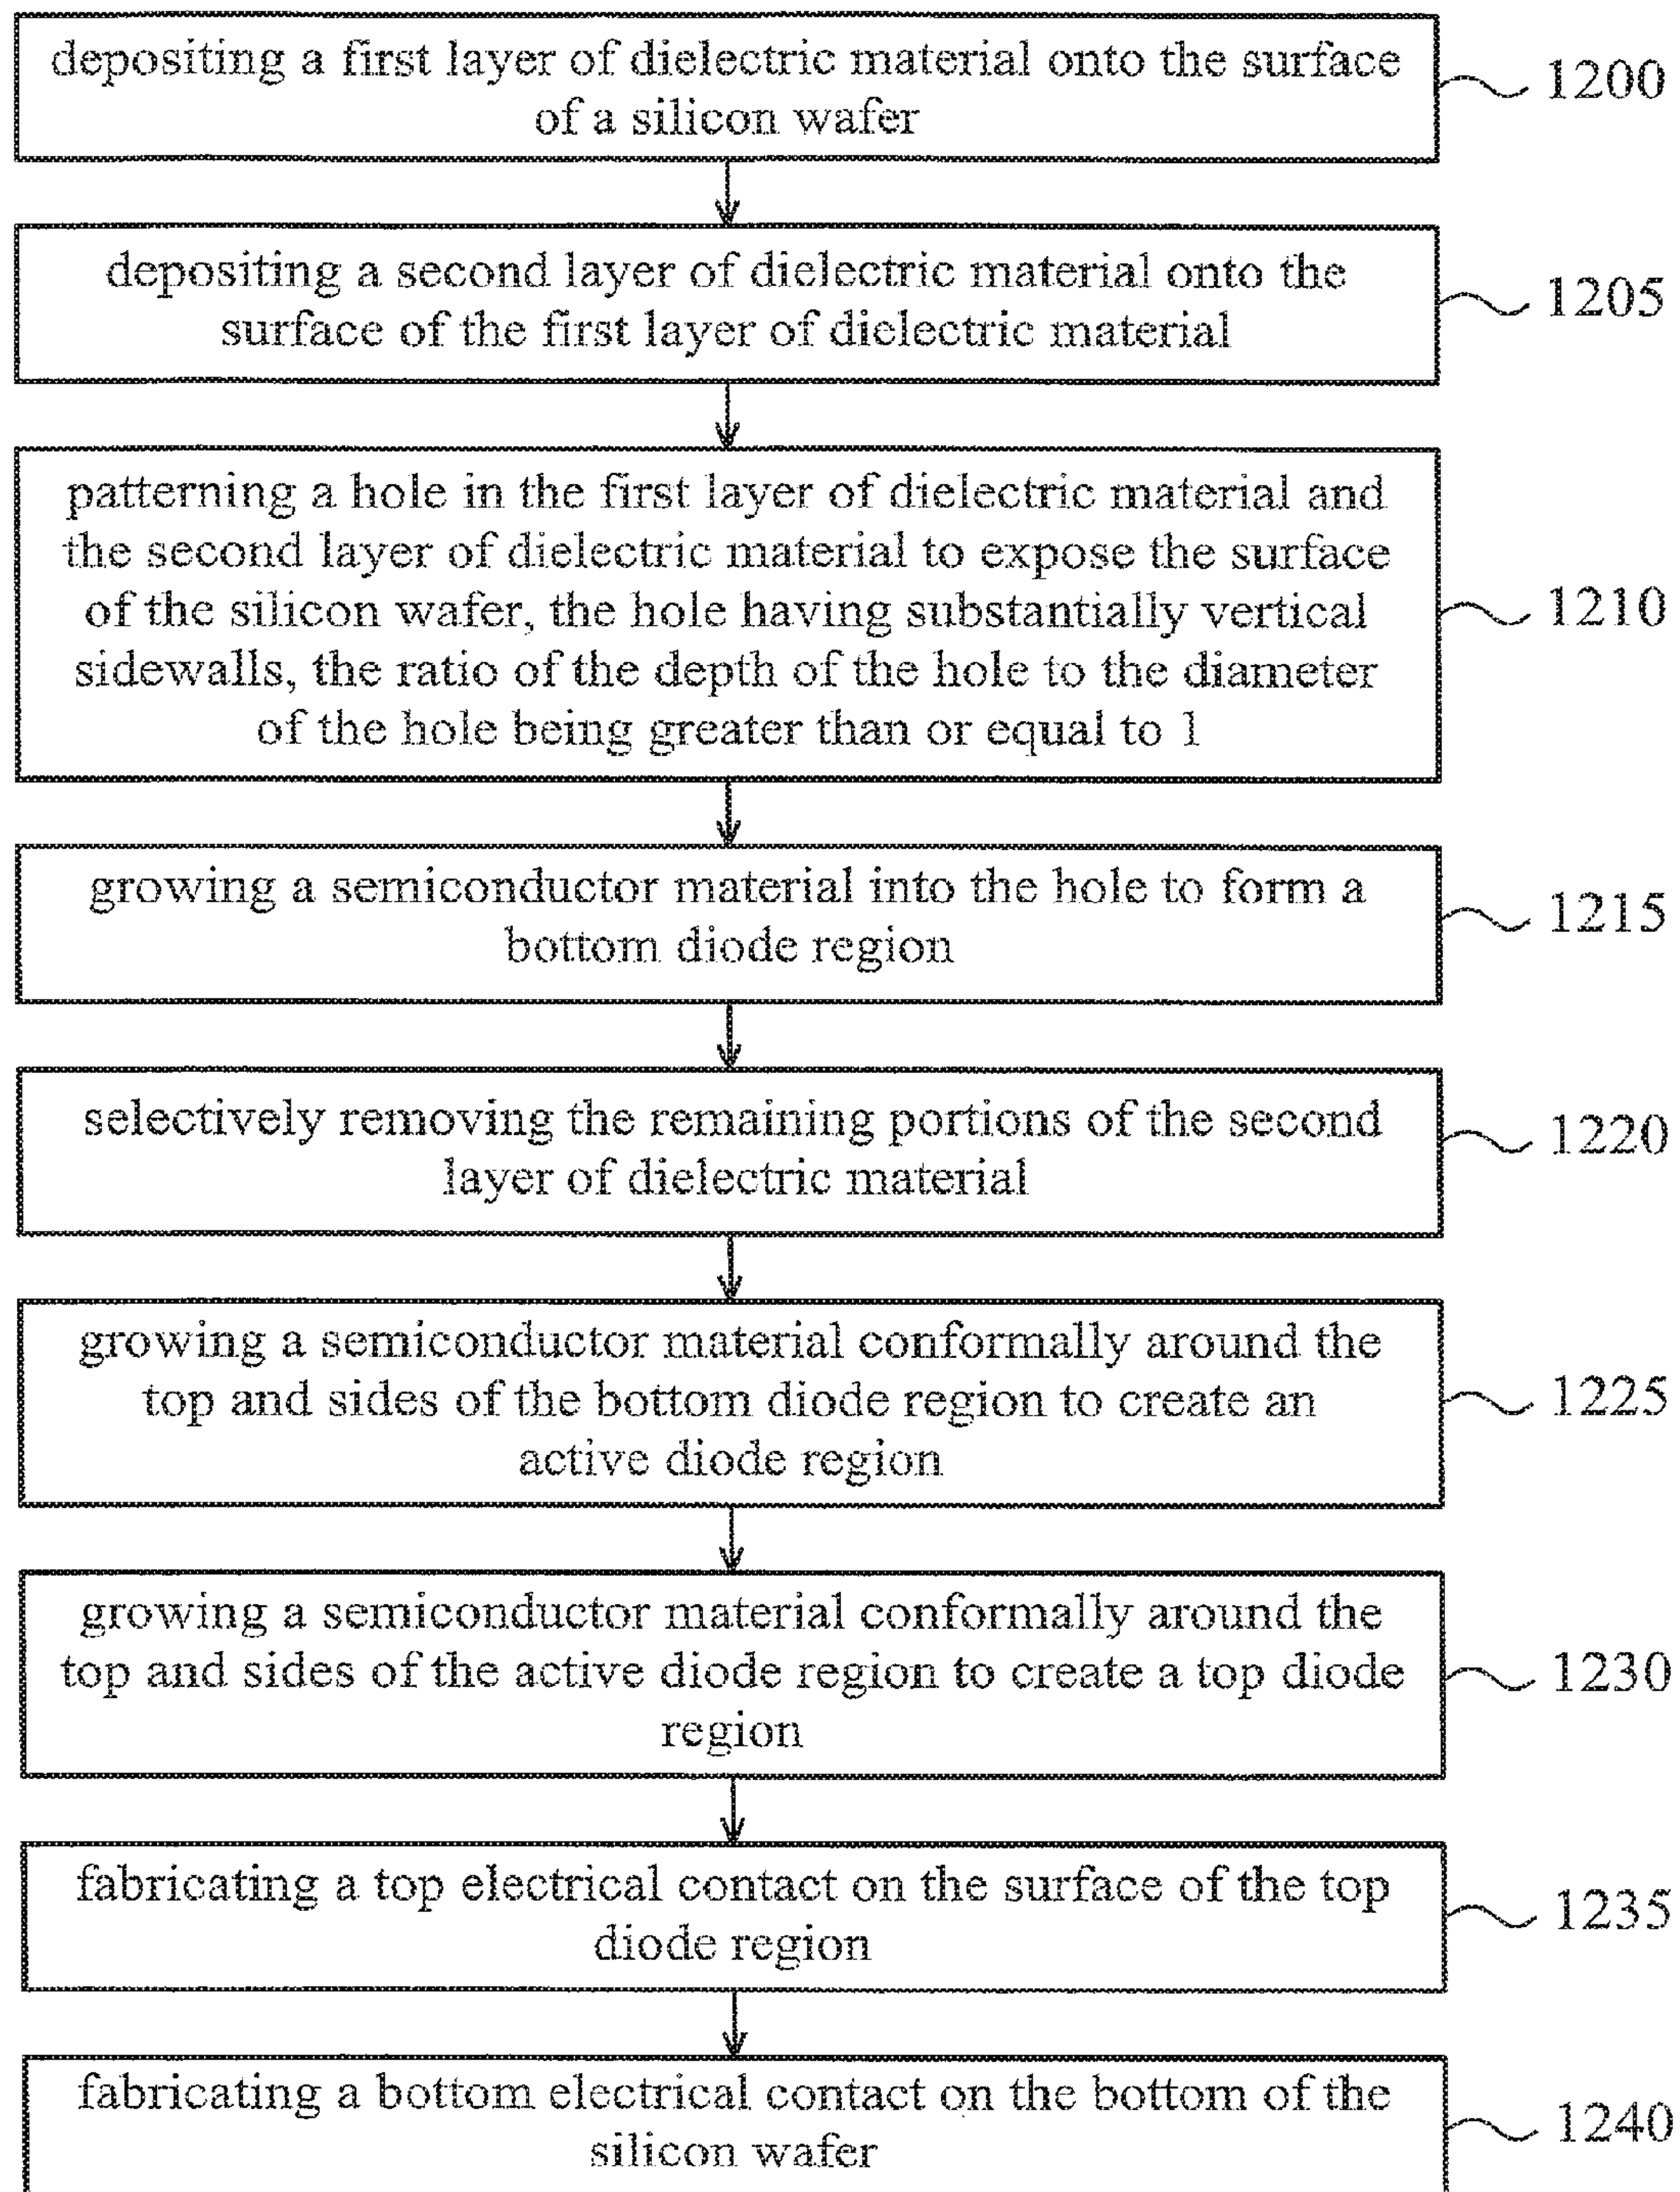 depositing a first layer of dielectric material onto the surface
of a silicon wafer
1200
depositing a second layer of dielectric material onto the
surface of the first layer of dielectric material
1205
patterning a hole in the first layer of dielectric material and
the second layer of dielectric material to expose the surface
of the silicon wafer, the hole having substantially vertical
sidewalls, the ratio of the depth of the hole to the diameter
of the hole being greater than or equal to 1
1210
growing a semiconductor material into the hole to form a
bottom diode region
1215
selectively removing the remaining portions of the second
layer of dielectric material
1220
growing a semiconductor material conformally around the
top and sides of the bottom diode region to create an
active diode region
1225
growing a semiconductor material conformally around the
top and sides of the active diode region to create a top diode
region
1230
fabricating a top electrical contact on the surface of the top
diode region
1235
fabricating a bottom electrical contact on the bottom of the
silicon wafer
1240